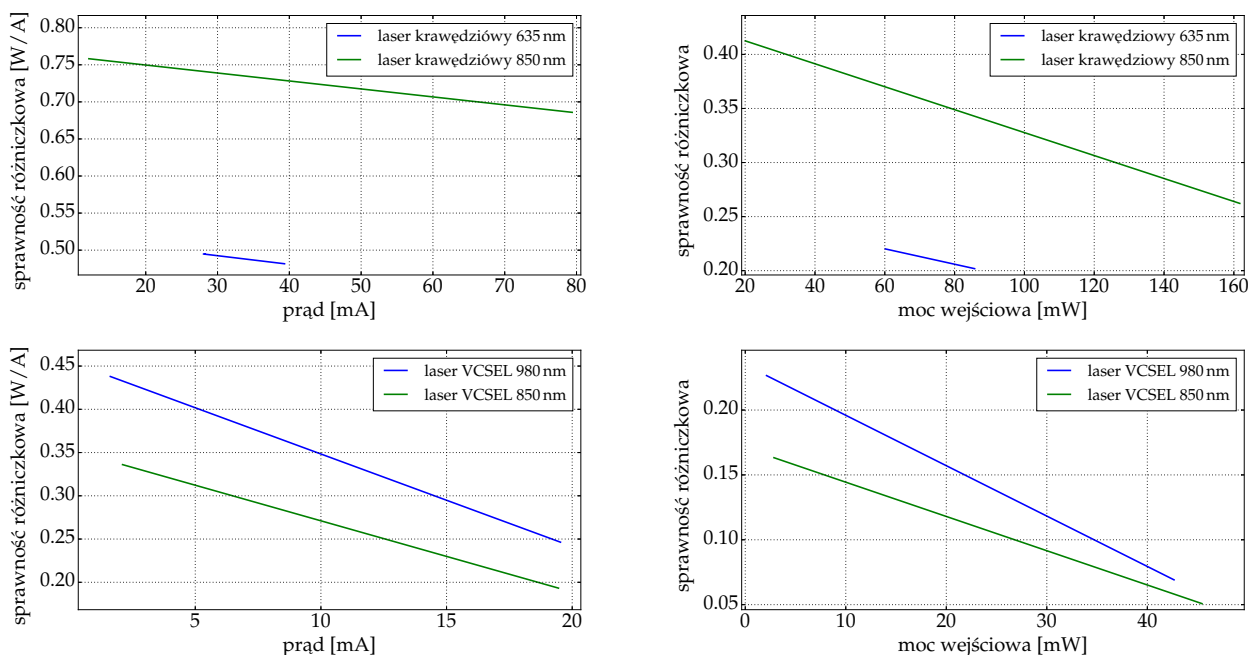 sprawność różniczkowa [W/A]
0.80
0.75
0.70
0.65
0.60
0.55
0.50
laser krawędziówy 635 nm
laser krawędziówy 850 nm
20 30 40 50 60 70 80
prąd [mA]
sprawność różniczkowa
0.40
0.35
0.30
0.25
0.20
laser krawędziówy 635 nm
laser krawędziowy 850 nm
20 40 60 80 100 120 140 160
moc wejściowa [mW]
sprawność różniczkowa [W/A]
0.45
0.40
0.35
0.30
0.25
0.20
laser VCSEL 980 nm
laser VCSEL 850 nm
5 10 15 20
prąd [mA]
sprawność różniczkowa
0.20
0.15
0.10
0.05
laser VCSEL 980 nm
laser VCSEL 850 nm
0 10 20 30 40
moc wejściowa [mW]